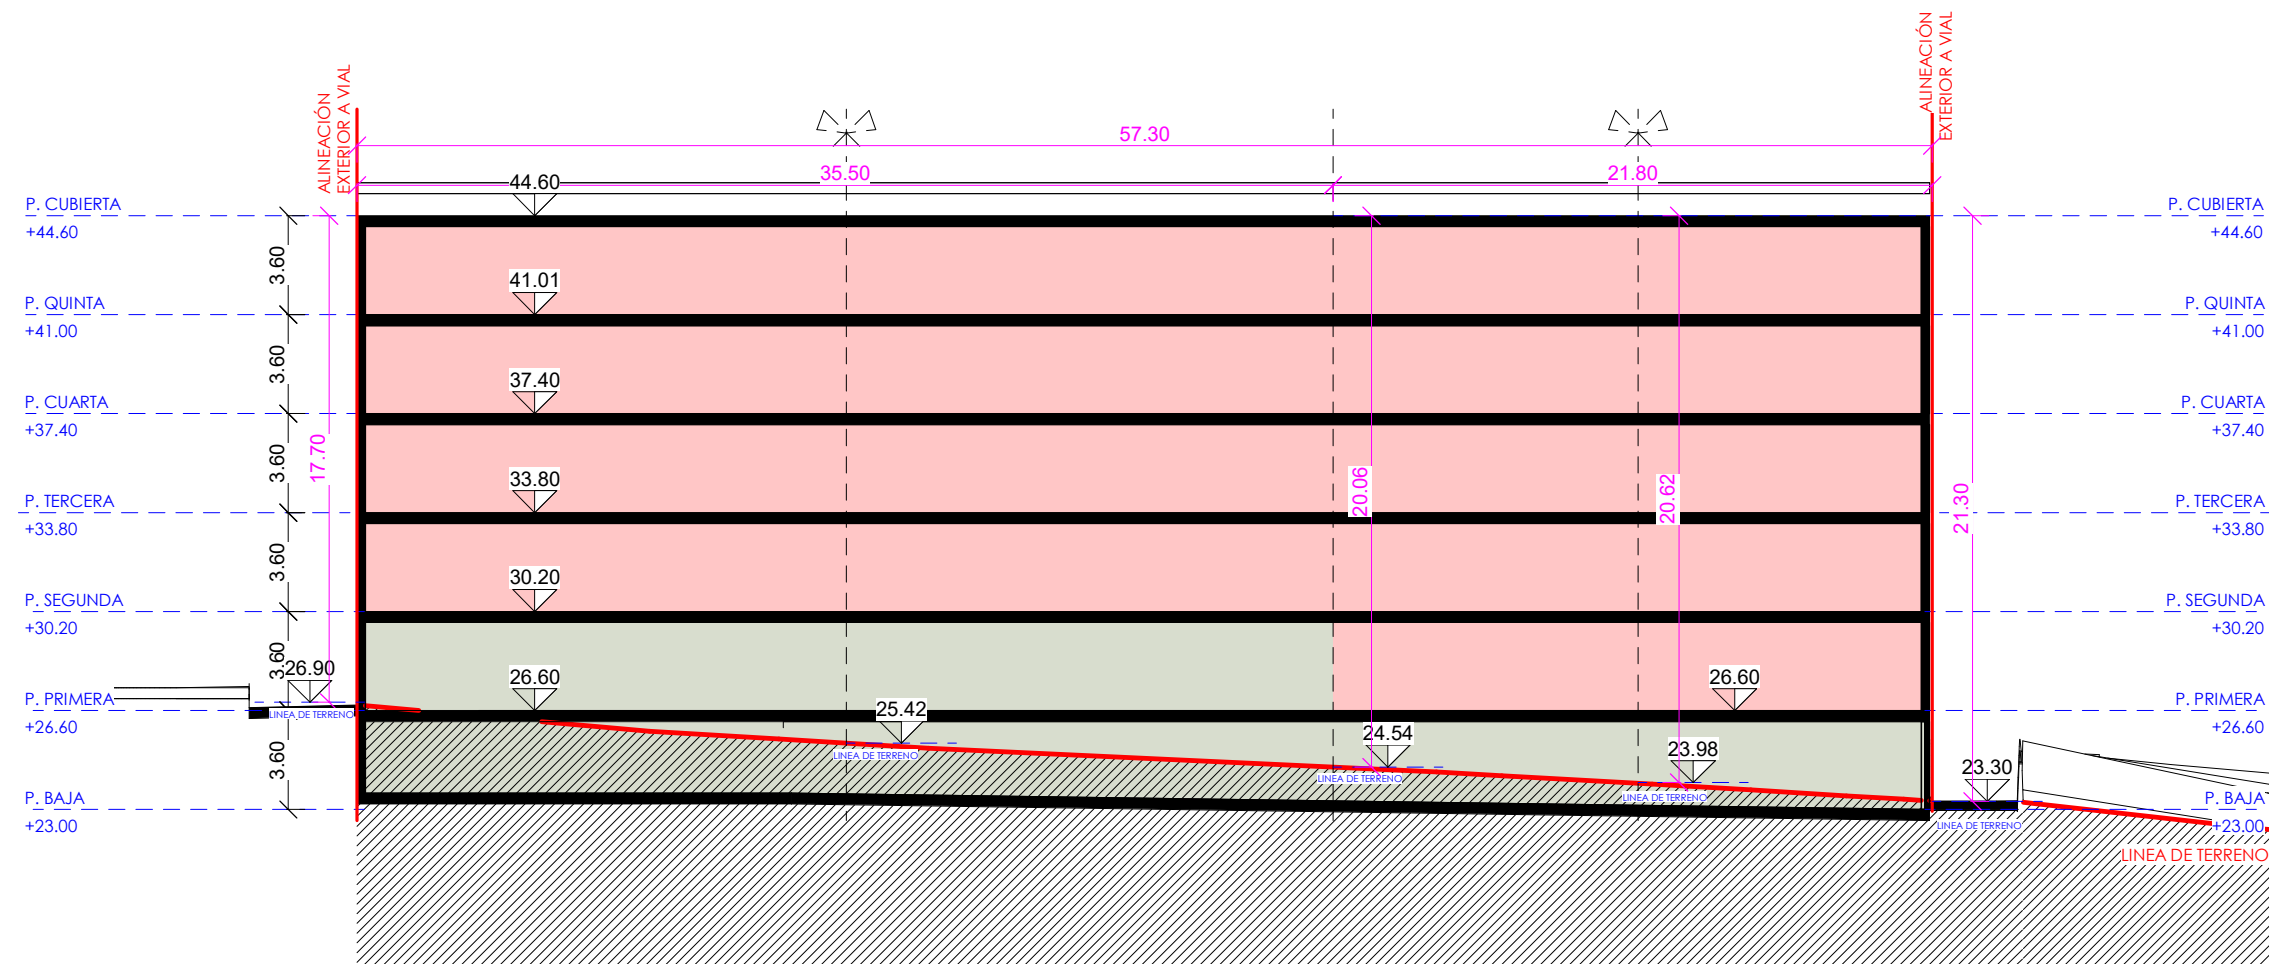 ALINEACIÓN
EXTERIOR A VIAL
ALINEACIÓN
EXTERIOR A VIAL
57.30
35.50
21.80
44.60
P. CUBIERTA
+44.60
P. CUBIERTA
+44.60
3.60
41.01
P. QUINTA
+41.00
P. QUINTA
+41.00
3.60
37.40
P. CUARTA
+37.40
P. CUARTA
+37.40
17.70
3.60
33.80
20.06
20.62
21.30
P. TERCERA
+33.80
P. TERCERA
+33.80
3.60
30.20
P. SEGUNDA
+30.20
P. SEGUNDA
+30.20
3.60
26.90
26.60
26.60
P. PRIMERA
+26.60
LINEA DE TERRENO
P. PRIMERA
+26.60
25.42
LINEA DE TERRENO
24.54
LINEA DE TERRENO
23.98
LINEA DE TERRENO
23.30
LINEA DE TERRENO
3.60
P. BAJA
+23.00
P. BAJA
+23.00
LINEA DE TERRENO